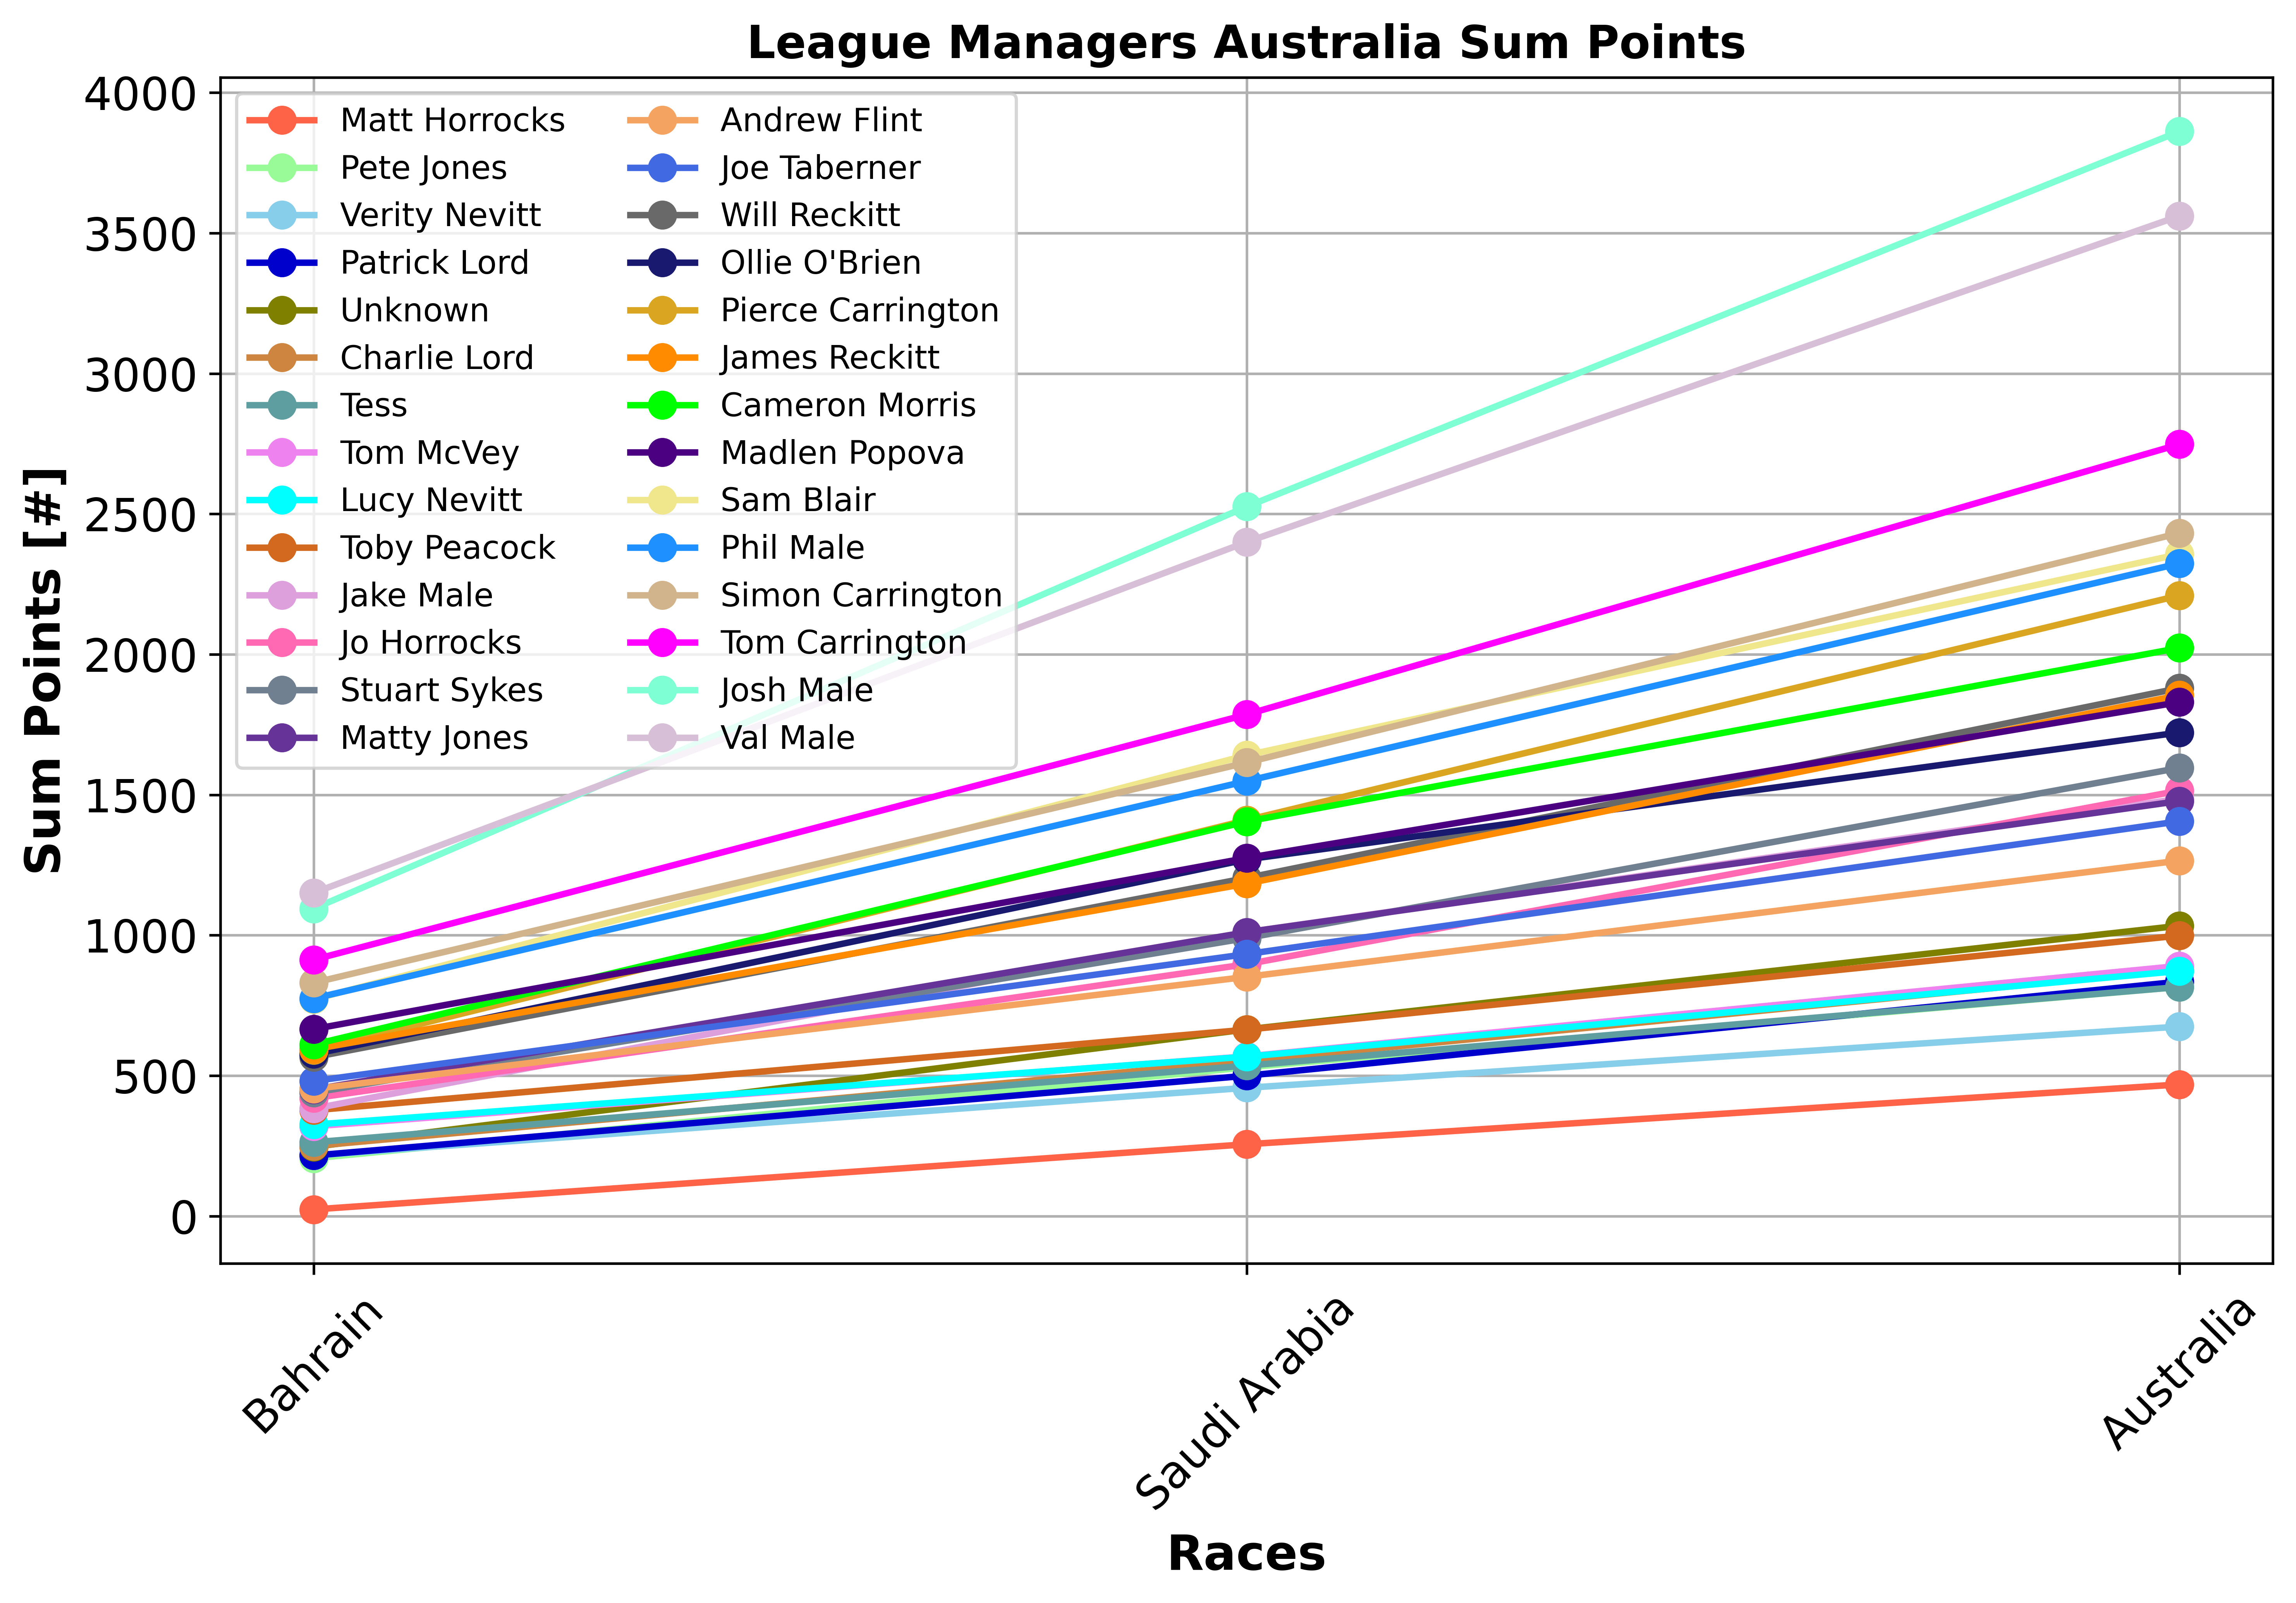 League Managers Australia Sum Points
4000
3500
3000
2500
2000
1500
1000
500
0
Sum Points [#]
Matt Horrocks
Pete Jones
Verity Nevitt
Patrick Lord
Unknown
Charlie Lord
Tess
Tom McVey
Lucy Nevitt
Toby Peacock
Jake Male
Jo Horrocks
Stuart Sykes
Matty Jones
Andrew Flint
Joe Taberner
Will Reckitt
Ollie O'Brien
Pierce Carrington
James Reckitt
Cameron Morris
Madlen Popova
Sam Blair
Phil Male
Simon Carrington
Tom Carrington
Josh Male
Val Male
Bahrain
Saudi Arabia
Australia
Races